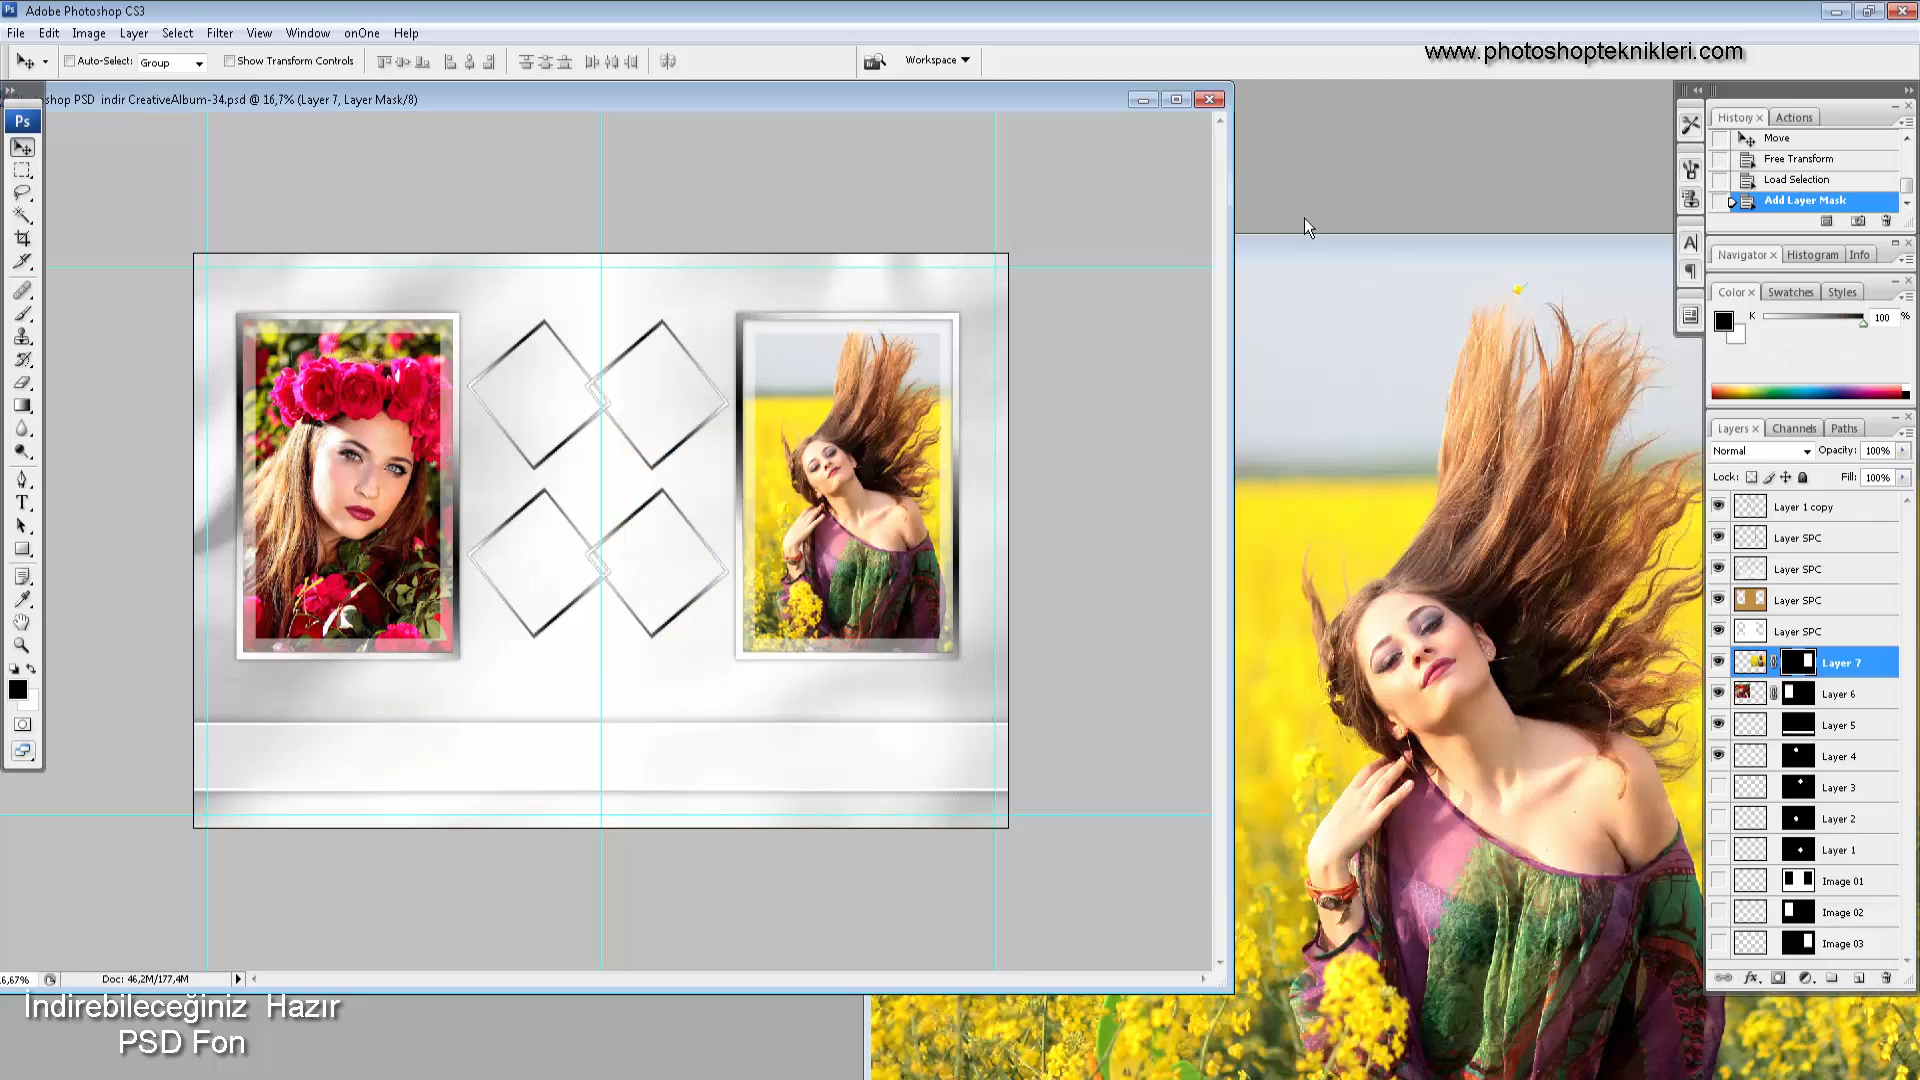 Ps Adobe Photoshop CS3
File Edit Image Layer Select Filter View Window onOne Help
Auto-Select: Group Show Transform Controls Workspace
www.photoshopteknikleri.com
shop PSD indir CreativeAlbum-34.psd @ 16,7% (Layer 7, Layer Mask/8)
Ps
T
History Actions
Move
Free Transform
Load Selection
Add Layer Mask
A
Navigator Histogram Info
Color Swatches Styles
K 100 %
Layers Channels Paths
Normal Opacity: 100%
Lock: Fill: 100%
Layer 1 copy
Layer SPC
Layer SPC
Layer SPC
Layer SPC
Layer 7
Layer 6
Layer 5
Layer 4
Layer 3
Layer 2
Layer 1
Image 01
Image 02
Image 03
6,67% Doc: 46,2M/177,4M
İndirebileceğiniz Hazır
PSD Fon